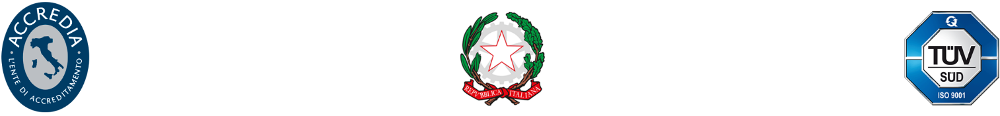 ACCREDIA
L'ENTE DI ACCREDITAMENTO
REPVBBLICA ITALIANA
TÜV
SÜD
ISO 9001